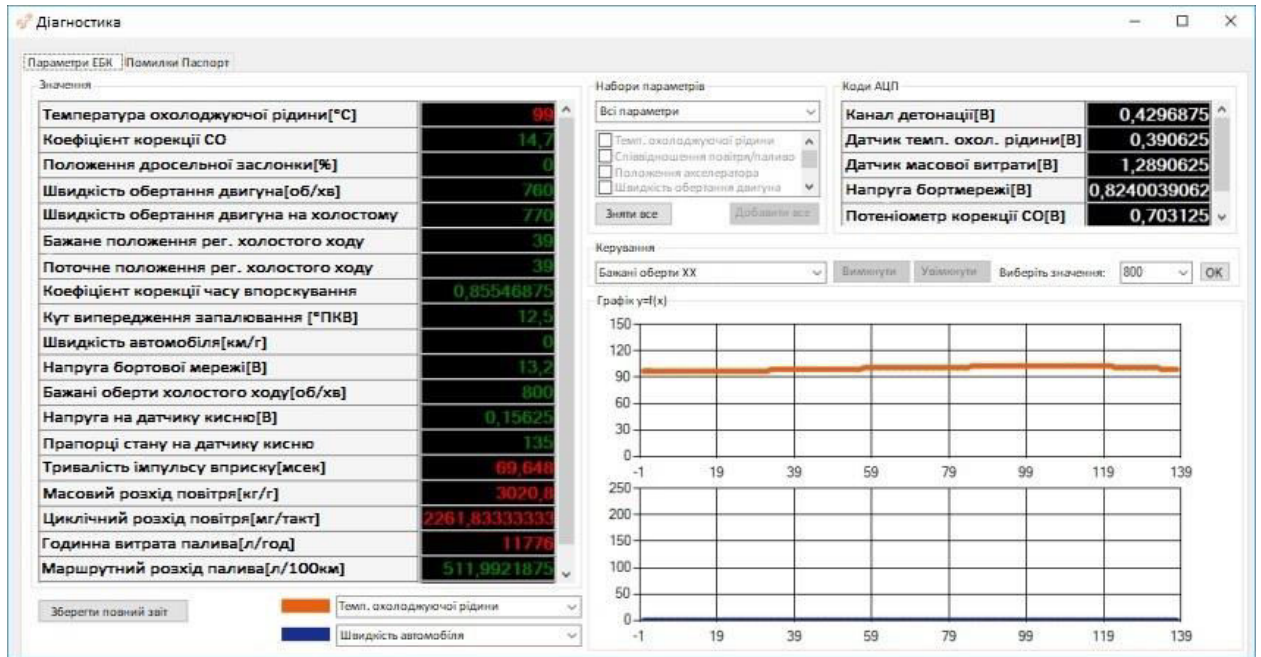 Діагностика
Параметри ЕБК Помилки Паспорт
Значення
Температура охолоджуючої рідини[°С] 99
Коефіцієнт корекції СО 14,7
Положення дросельної заслонки[%] 0
Швидкість обертання двигуна[об/хв] 760
Швидкість обертання двигуна на холостому 770
Бажане положення рег. холостого ходу 39
Поточне положення рег. холостого ходу 39
Коефіцієнт корекції часу впорскування 0,85546875
Кут випередження запалювання [°ПКВ] 12,5
Швидкість автомобіля[км/г] 0
Напруга бортової мережі[В] 13,2
Бажані оберти холостого ходу[об/хв] 800
Напруга на датчику кисню[В] 0,15625
Прапорці стану на датчику кисню 135
Тривалість імпульсу вприску[мсек] 69,648
Масовий розхід повітря[кг/г] 3020,8
Циклічний розхід повітря[мг/такт] 2261,83333333
Годинна витрата палива[л/год] 11776
Маршрутний розхід палива[л/100км] 511,9921875
Зберегти повний звіт
Темп. охолоджуючої рідини
Швидкість автомобіля
Набори параметрів
Всі параметри
Темп. охолоджуючої рідини
Співвідношення повітря/паливо
Положення акселератора
Швидкість обертання двигуна
Зняти все Добавити все
Коди АЦП
Канал детонації[В] 0,4296875
Датчик темп. охол. рідини[В] 0,390625
Датчик масової витрати[В] 1,2890625
Напруга бортмережі[В] 0,8240039062
Потеніометр корекції СО[В] 0,703125
Керування
Бажані оберти ХХ Вимкнути Увімкнути Виберіть значення: 800 OK
Графік y=f(x)
150
120
90
60
30
0
-1 19 39 59 79 99 119 139
250
200
150
100
50
0
-1 19 39 59 79 99 119 139